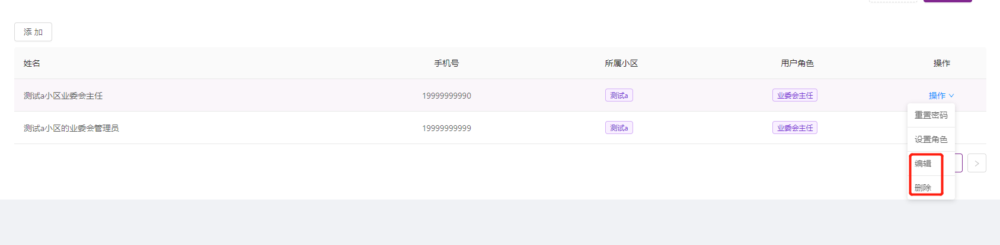 添 加
姓名 手机号 所属小区 用户角色 操作
测试a小区业委会主任 19999999990 测试a 业委会主任 操作
重置密码
测试a小区的业委会管理员 19999999999 测试a 业委会主任
设置角色
编辑
删除